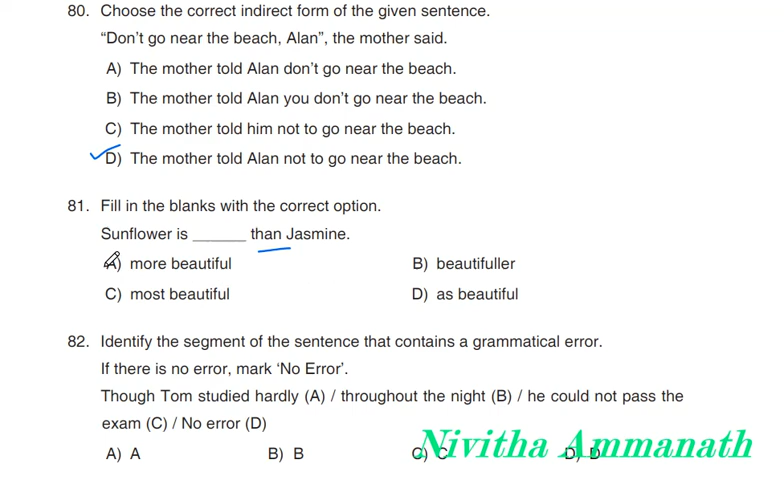 80. Choose the correct indirect form of the given sentence.
“Don’t go near the beach, Alan”, the mother said.
A) The mother told Alan don’t go near the beach.
B) The mother told Alan you don’t go near the beach.
C) The mother told him not to go near the beach.
D) The mother told Alan not to go near the beach.
81. Fill in the blanks with the correct option.
Sunflower is ______ than Jasmine.
A) more beautiful B) beautifuller
C) most beautiful D) as beautiful
82. Identify the segment of the sentence that contains a grammatical error.
If there is no error, mark ‘No Error’.
Though Tom studied hardly (A) / throughout the night (B) / he could not pass the
exam (C) / No error (D)
A) A B) B C) C D) D
Nivitha Ammanath